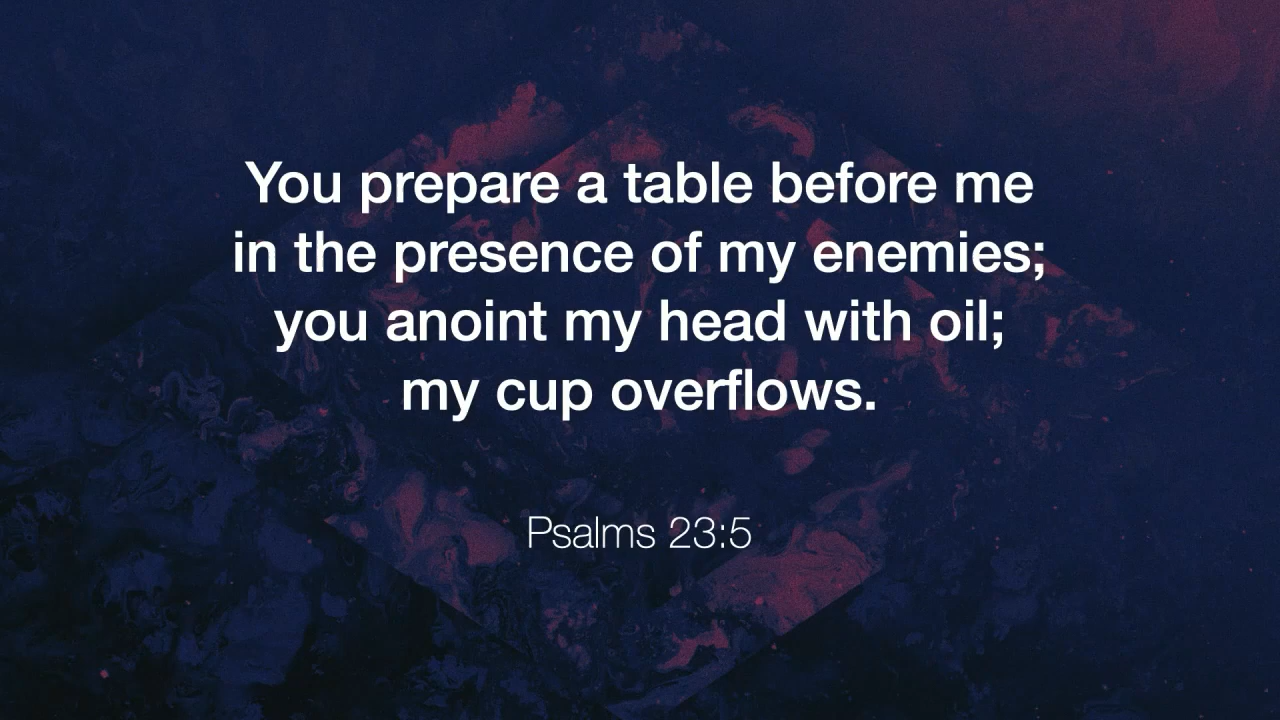 You prepare a table before me
in the presence of my enemies;
you anoint my head with oil;
my cup overflows.
Psalms 23:5